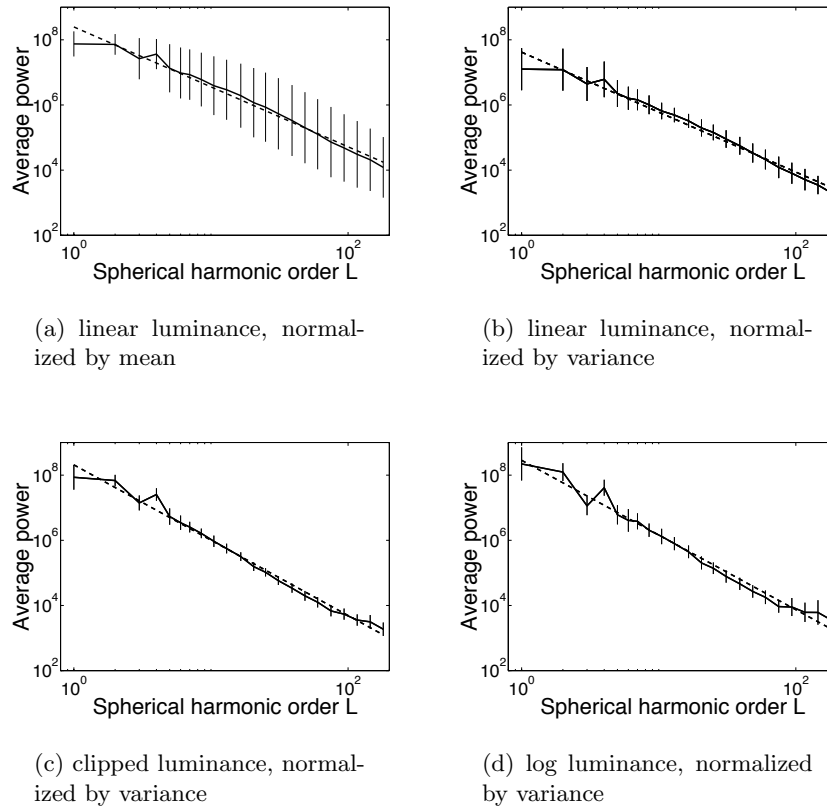 10^8
10^6
10^4
10^2
Average power
10^0
10^2
Spherical harmonic order L
(a) linear luminance, normal-
ized by mean
10^8
10^6
10^4
10^2
Average power
10^0
10^2
Spherical harmonic order L
(b) linear luminance, normal-
ized by variance
10^8
10^6
10^4
10^2
Average power
10^0
10^2
Spherical harmonic order L
(c) clipped luminance, normal-
ized by variance
10^8
10^6
10^4
10^2
Average power
10^0
10^2
Spherical harmonic order L
(d) log luminance, normalized
by variance